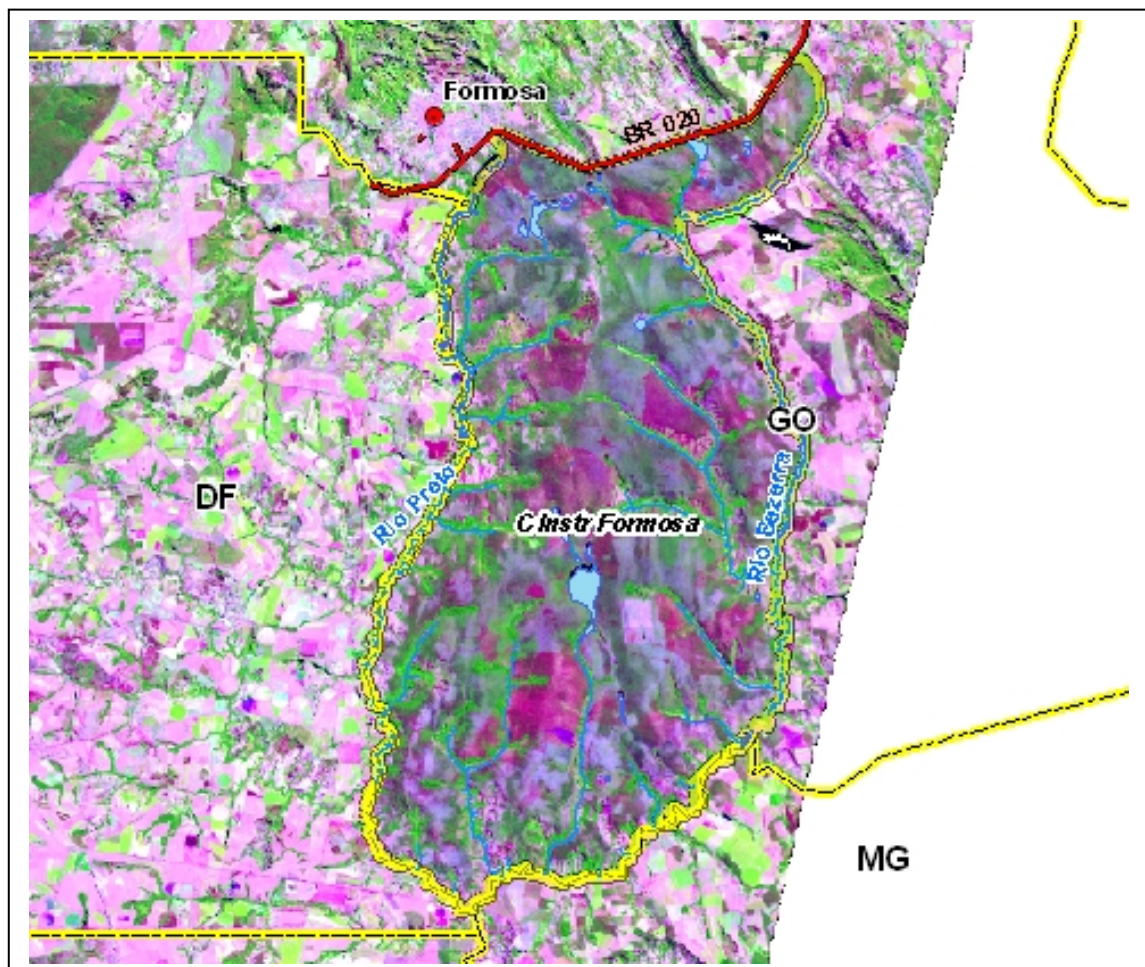 Formosa
BR 020
GO
Rio Preto
DF
C Instr Formosa
Rio Bezerra
MG